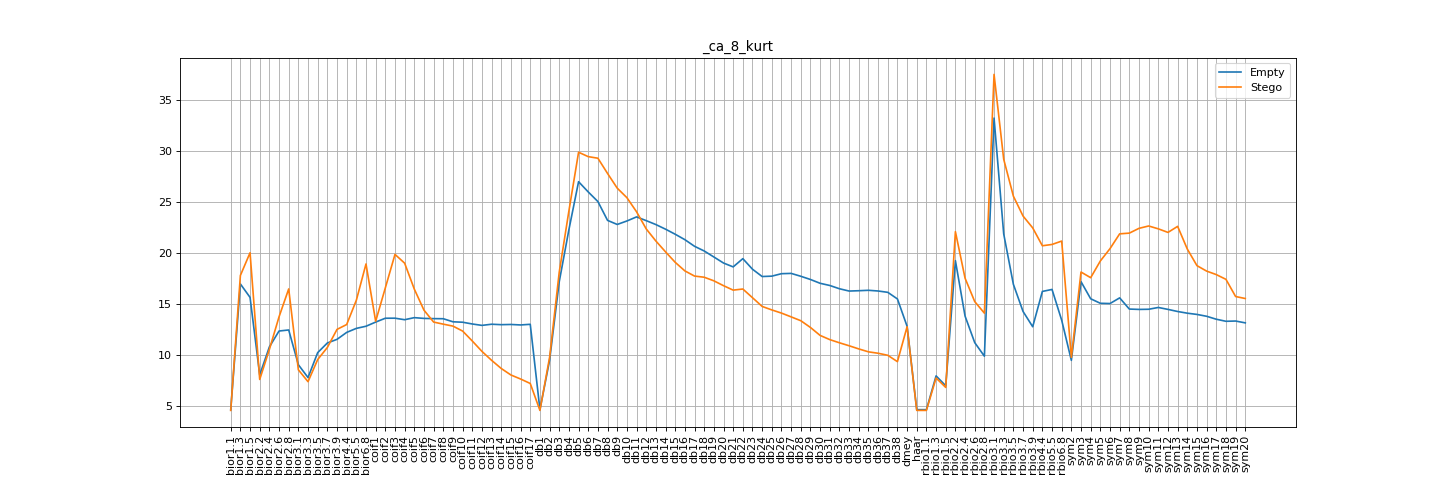 _ca_8_kurt
Empty
Stego
35
30
25
20
15
10
5
bior1.1
bior1.3
bior1.5
bior2.2
bior2.4
bior2.6
bior2.8
bior3.1
bior3.3
bior3.5
bior3.7
bior3.9
bior4.4
bior5.5
bior6.8
coif1
coif2
coif3
coif4
coif5
coif6
coif7
coif8
coif9
coif10
coif11
coif12
coif13
coif14
coif15
coif16
coif17
db1
db2
db3
db4
db5
db6
db7
db8
db9
db10
db11
db12
db13
db14
db15
db16
db17
db18
db19
db20
db21
db22
db23
db24
db25
db26
db27
db28
db29
db30
db31
db32
db33
db34
db35
db36
db37
db38
dmey
haar
rbio1.1
rbio1.3
rbio1.5
rbio2.2
rbio2.4
rbio2.6
rbio2.8
rbio3.1
rbio3.3
rbio3.5
rbio3.7
rbio3.9
rbio4.4
rbio5.5
rbio6.8
sym2
sym3
sym4
sym5
sym6
sym7
sym8
sym9
sym10
sym11
sym12
sym13
sym14
sym15
sym16
sym17
sym18
sym19
sym20